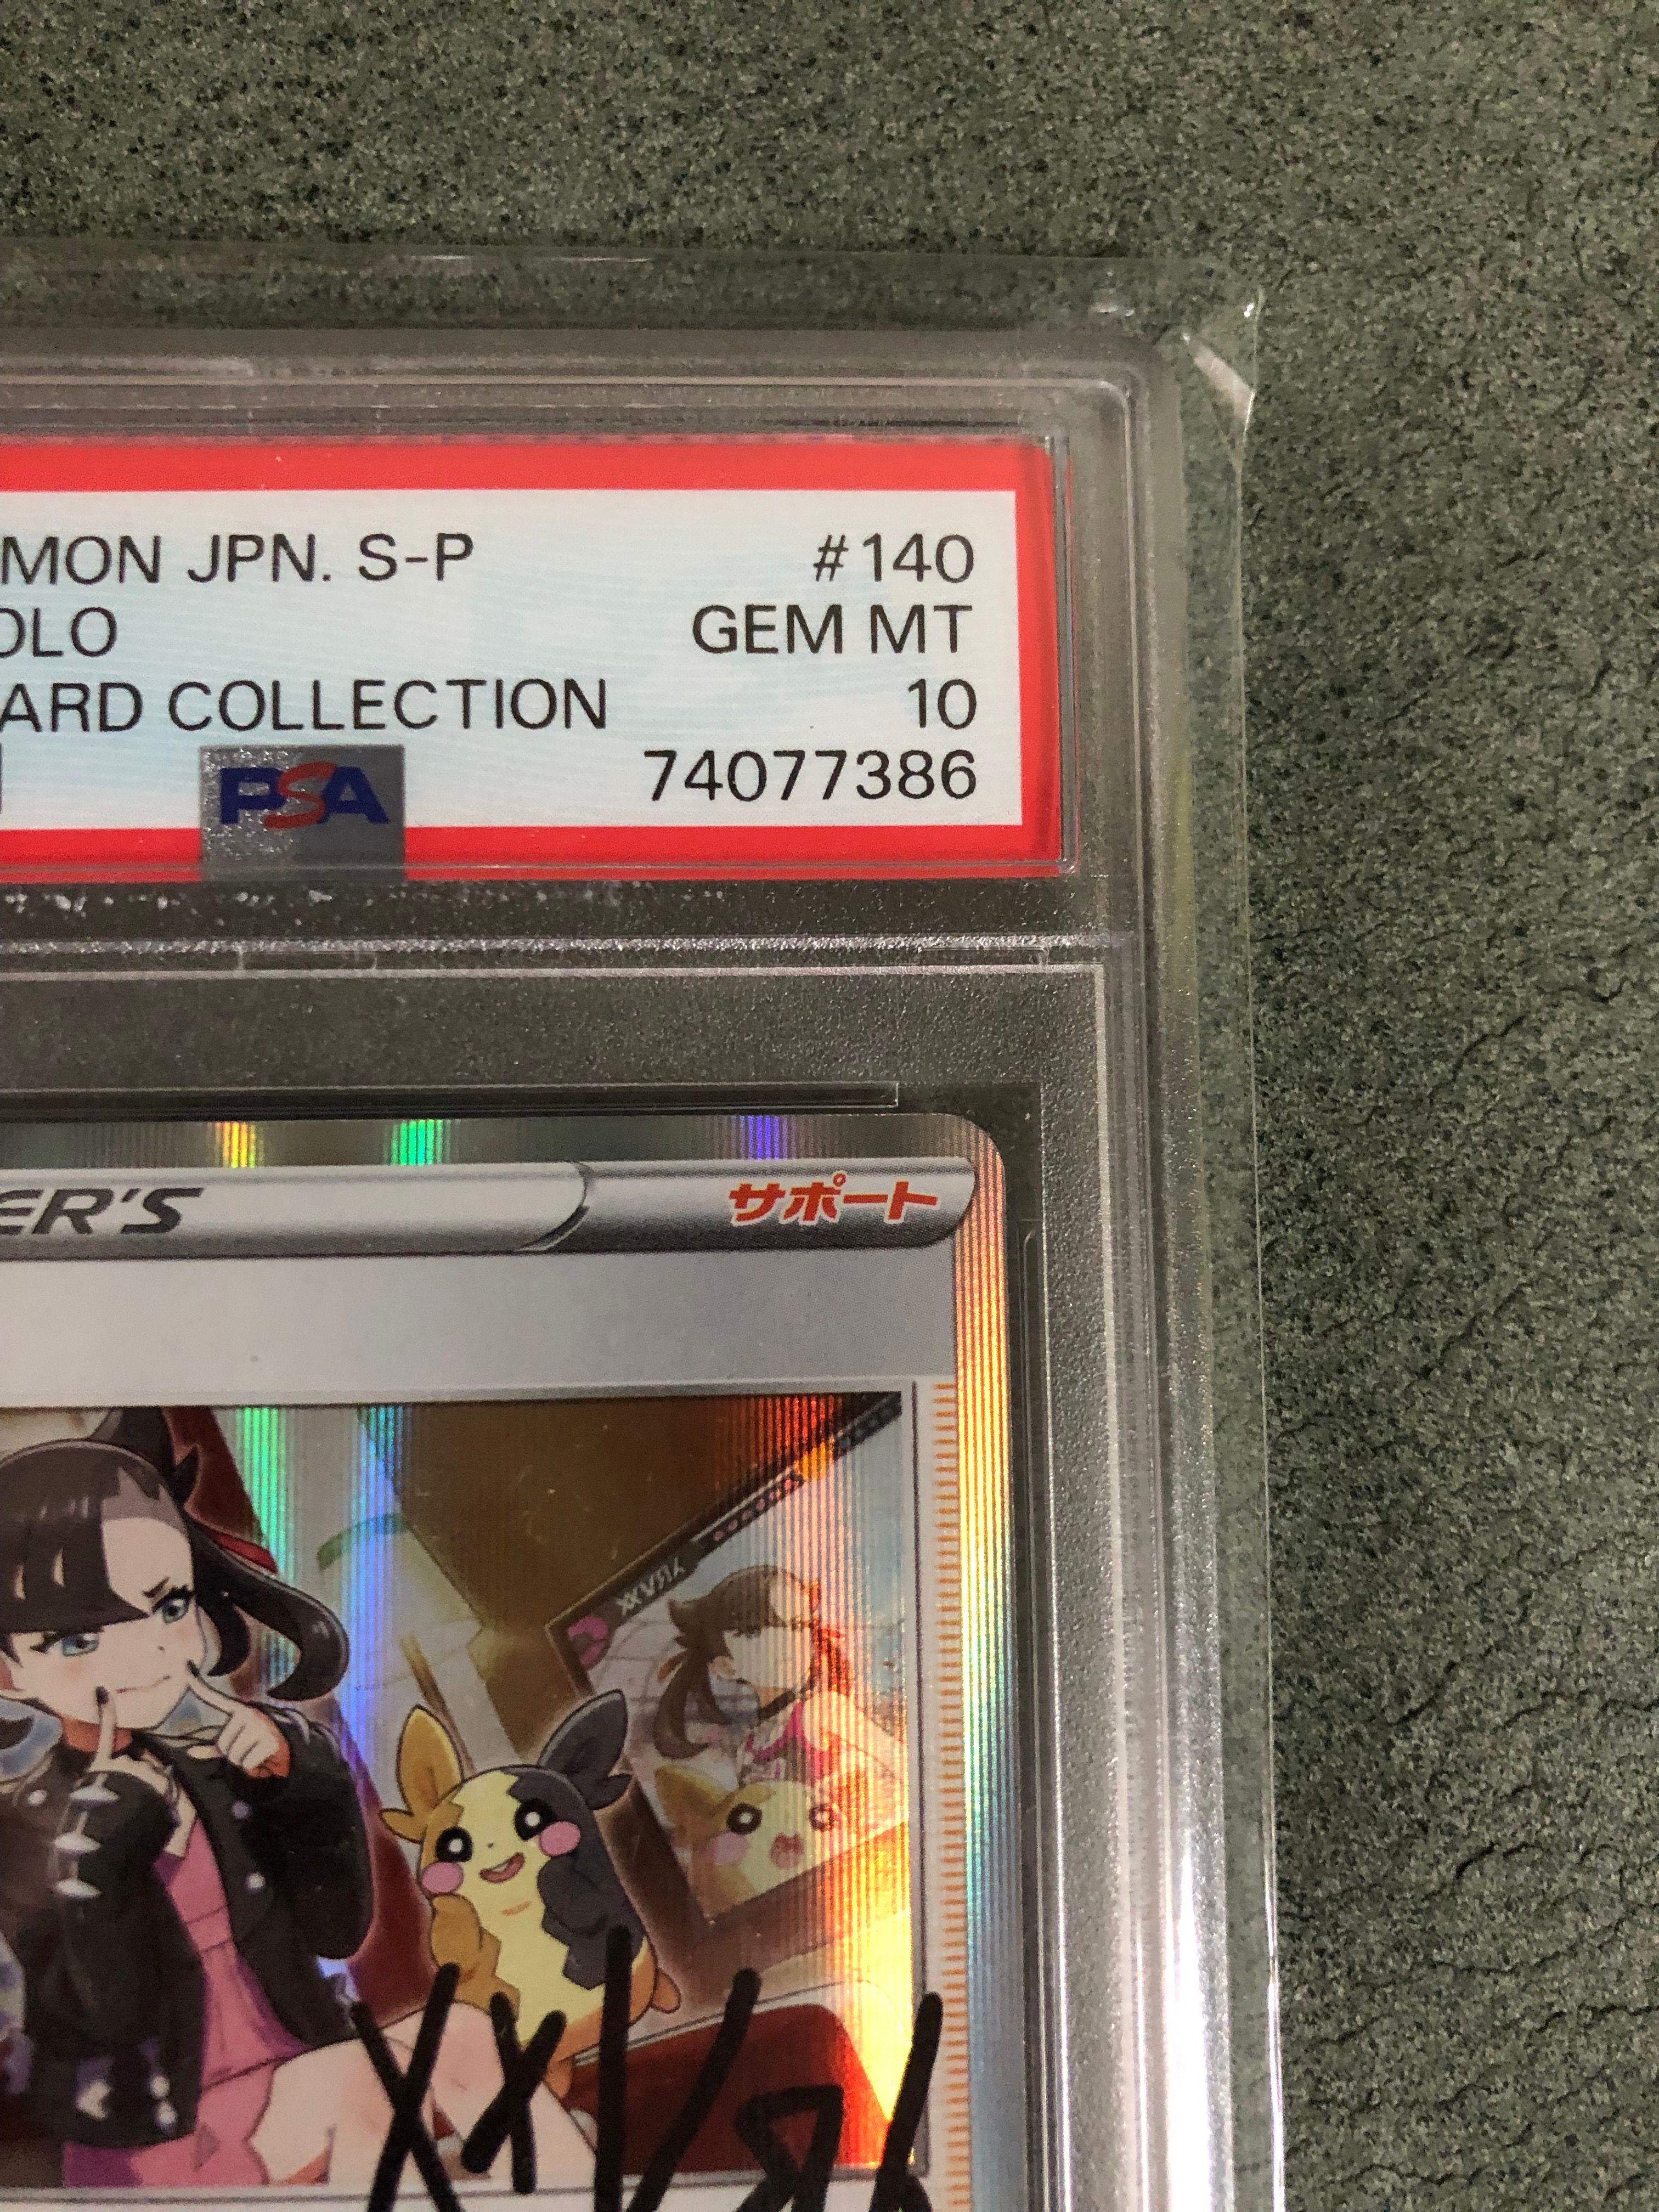 MON JPN. S-P #140
OLO GEM MT
ARD COLLECTION 10
PSA 74077386
ER'S サポート